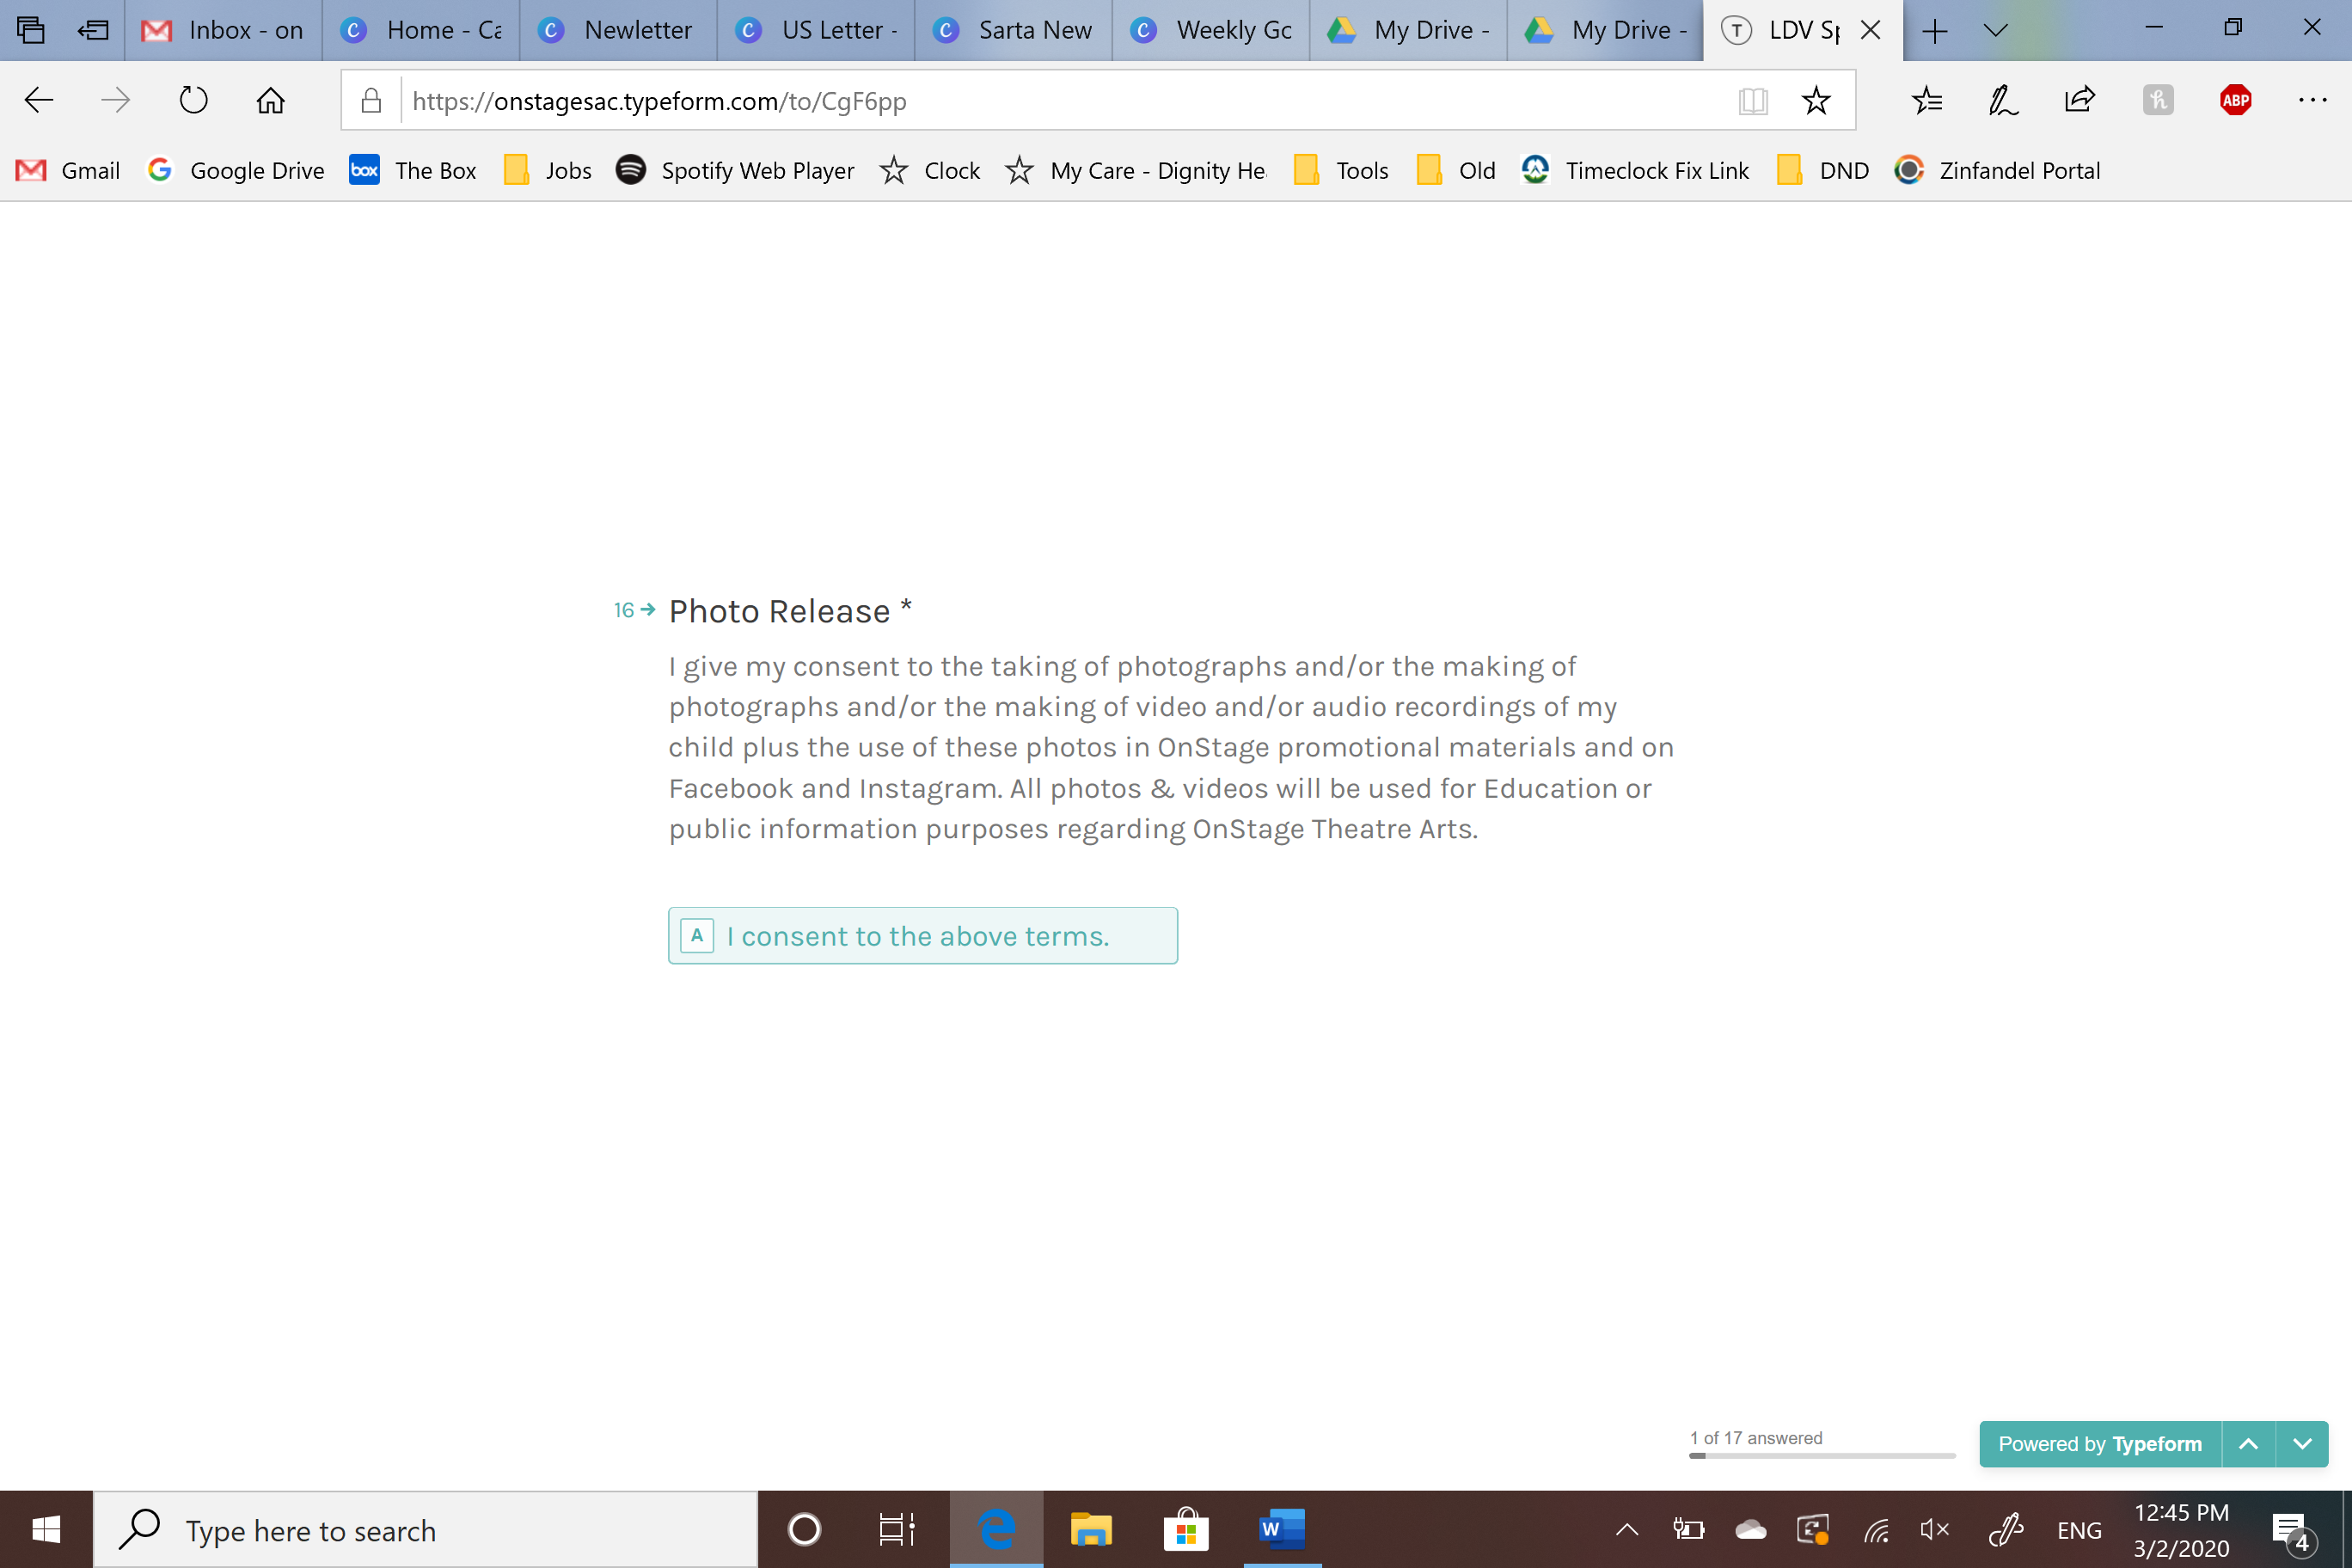 Inbox - on
Home - Ca
Newletter
US Letter -
Sarta New
Weekly Go
My Drive -
My Drive -
T LDV Sp
https://onstagesac.typeform.com/to/CgF6pp
h
ABP
Gmail
Google Drive
box The Box
Jobs
Spotify Web Player
Clock
My Care - Dignity He
Tools
Old
Timeclock Fix Link
DND
Zinfandel Portal
16 → Photo Release *
I give my consent to the taking of photographs and/or the making of
photographs and/or the making of video and/or audio recordings of my
child plus the use of these photos in OnStage promotional materials and on
Facebook and Instagram. All photos & videos will be used for Education or
public information purposes regarding OnStage Theatre Arts.
A I consent to the above terms.
1 of 17 answered
Powered by Typeform
Type here to search
W
ENG
12:45 PM
3/2/2020
4